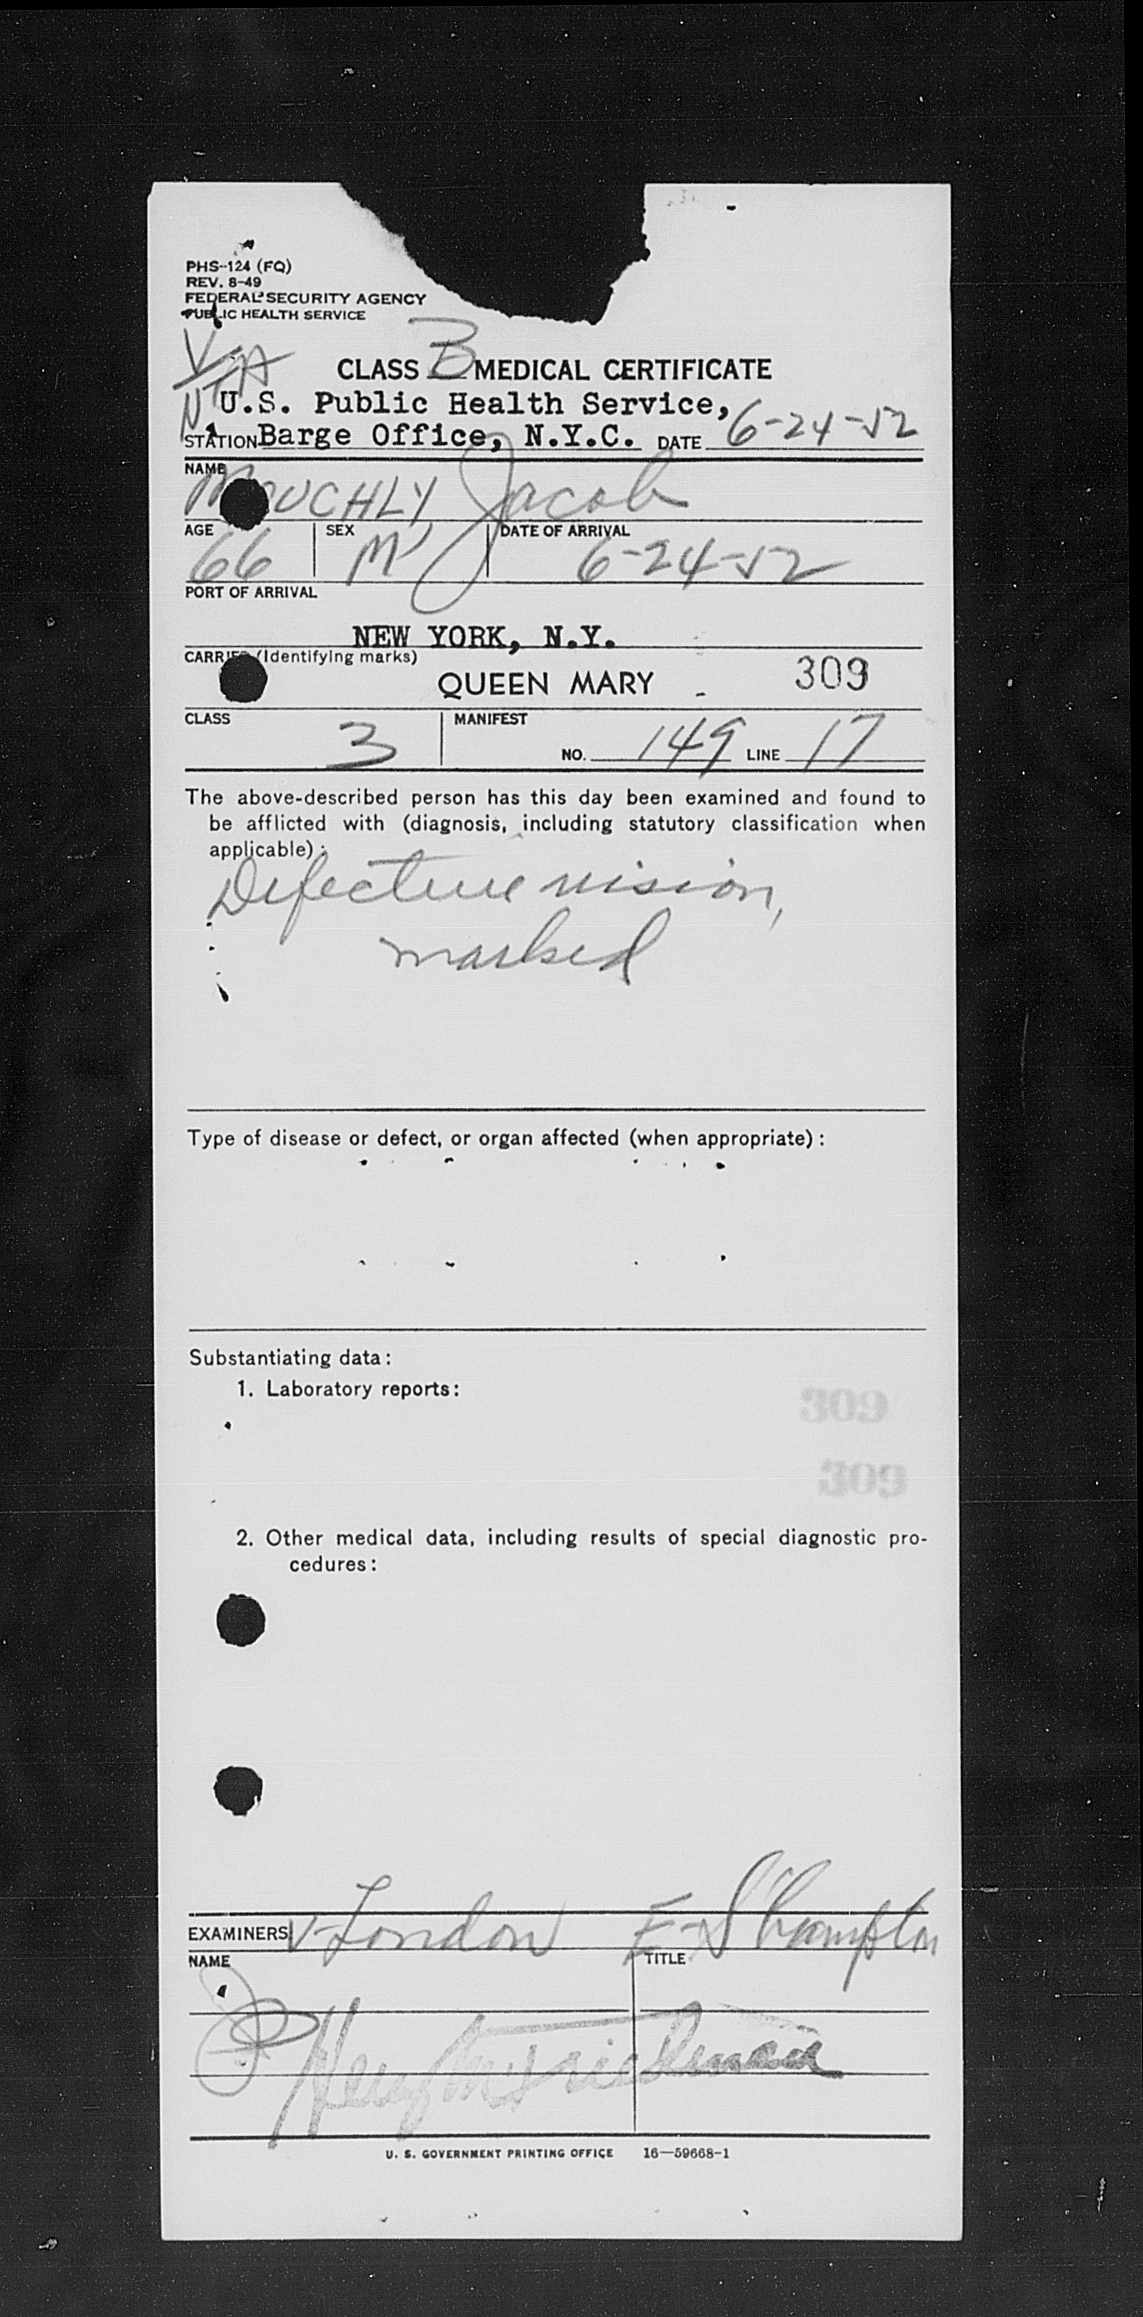 PHS-124 (FQ)
REV. 8-49
FEDERAL SECURITY AGENCY
PUBLIC HEALTH SERVICE
CLASS B MEDICAL CERTIFICATE
U.S. Public Health Service,
STATION Barge Office, N.Y.C. DATE 6-24-52
NAME
Jacob
AGE SEX DATE OF ARRIVAL
66 M 6-24-52
PORT OF ARRIVAL
NEW YORK, N.Y.
CARRIER (Identifying marks)
QUEEN MARY - 309
CLASS MANIFEST
3 NO. 149 LINE 17
The above-described person has this day been examined and found to
be afflicted with (diagnosis, including statutory classification when
applicable):
Defective vision,
marked
Type of disease or defect, or organ affected (when appropriate):
Substantiating data:
1. Laboratory reports:
309
309
2. Other medical data, including results of special diagnostic pro-
cedures:
EXAMINERS: V-London E-S'hampton
NAME TITLE
U. S. GOVERNMENT PRINTING OFFICE 16—59668-1